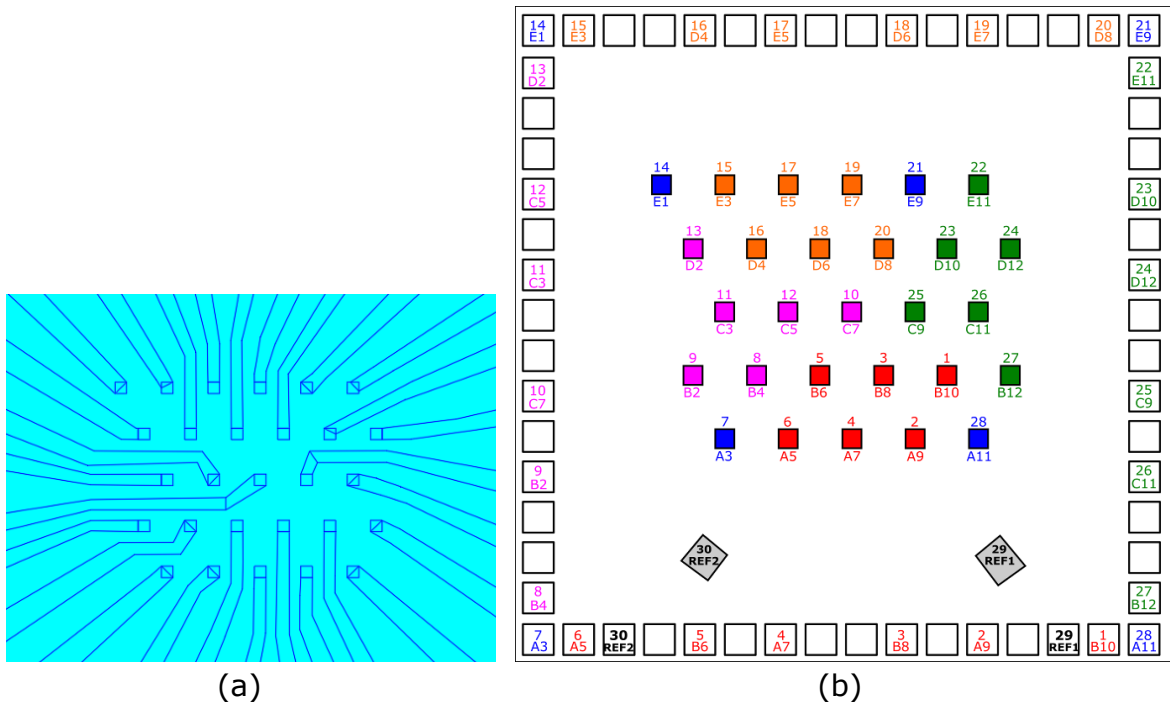 14 15 16 17 18 19 20 21
E1 E3 D4 E5 D6 E7 D8 E9
13 22
D2 E11
14 15 17 19 21 22
E1 E3 E5 E7 E9 E11
12 23
C5 D10
13 16 18 20 23 24
D2 D4 D6 D8 D10 D12
11 24
C3 D12
11 12 10 25 26
C3 C5 C7 C9 C11
9 8 5 3 1 27
B2 B4 B6 B8 B10 B12
10 25
C7 C9
7 6 4 2 28
A3 A5 A7 A9 A11
9 26
B2 C11
30 29
REF2 REF1
8 27
B4 B12
7 6 30 5 4 3 2 29 1 28
A3 A5 REF2 B6 A7 B8 A9 REF1 B10 A11
(a) (b)